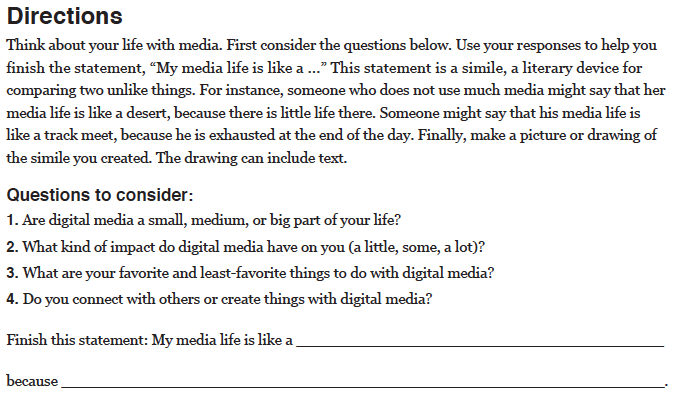 Directions
Think about your life with media. First consider the questions below. Use your responses to help you
finish the statement, “My media life is like a ...” This statement is a simile, a literary device for
comparing two unlike things. For instance, someone who does not use much media might say that her
media life is like a desert, because there is little life there. Someone might say that his media life is
like a track meet, because he is exhausted at the end of the day. Finally, make a picture or drawing of
the simile you created. The drawing can include text.
Questions to consider:
1. Are digital media a small, medium, or big part of your life?
2. What kind of impact do digital media have on you (a little, some, a lot)?
3. What are your favorite and least-favorite things to do with digital media?
4. Do you connect with others or create things with digital media?
Finish this statement: My media life is like a ______________________________
because ______________________________.